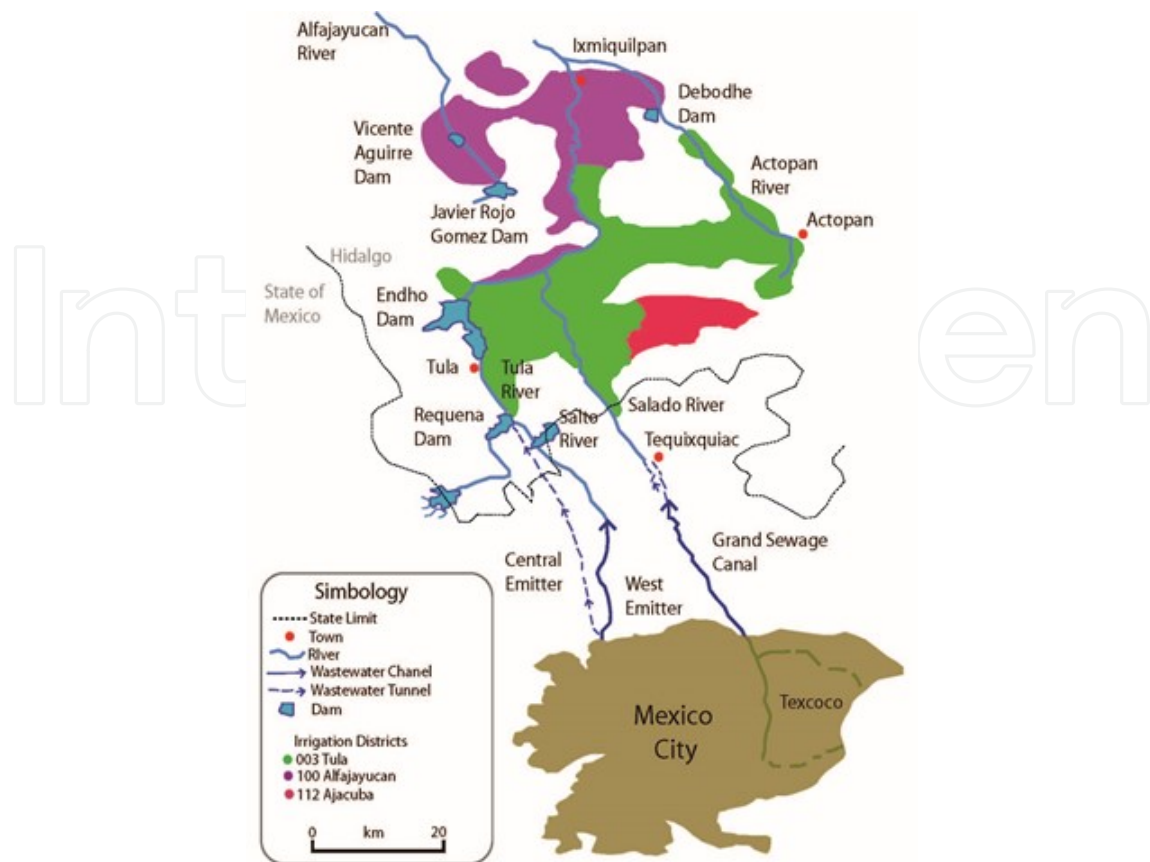 Alfajayucan
River
Ixmiquilpan
Debodhe
Dam
Vicente
Aguirre
Dam
Actopan
River
Javier Rojo
Gomez Dam
Actopan
Hidalgo
State of
Mexico
Endho
Dam
Tula
Tula
River
Requena
Dam
Salto
River
Salado River
Tequixquiac
Grand Sewage
Canal
Central
Emitter
West
Emitter
Mexico
City
Texcoco
Simbology
State Limit
Town
River
Wastewater Chanel
Wastewater Tunnel
Dam
Irrigation Districts
003 Tula
100 Alfajayucan
112 Ajacuba
0 km 20
Int en